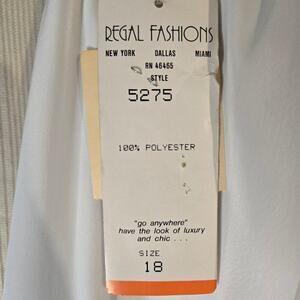 REGAL FASHIONS
NEW YORK DALLAS MIAMI
RN 46465
STYLE
5275
100% POLYESTER
"go anywhere"
have the look of luxury
and chic . . .
SIZE
18